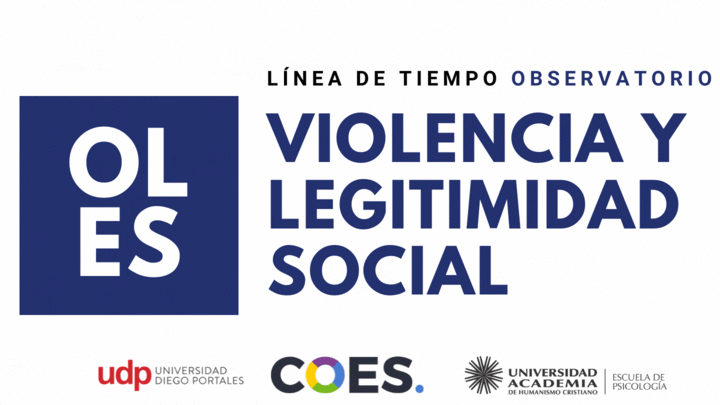 LÍNEA DE TIEMPO OBSERVATORIO
OL
ES
VIOLENCIA Y
LEGITIMIDAD
SOCIAL
udp UNIVERSIDAD
DIEGO PORTALES
COES.
UNIVERSIDAD
ACADEMIA
DE HUMANISMO CRISTIANO
ESCUELA DE
PSICOLOGÍA